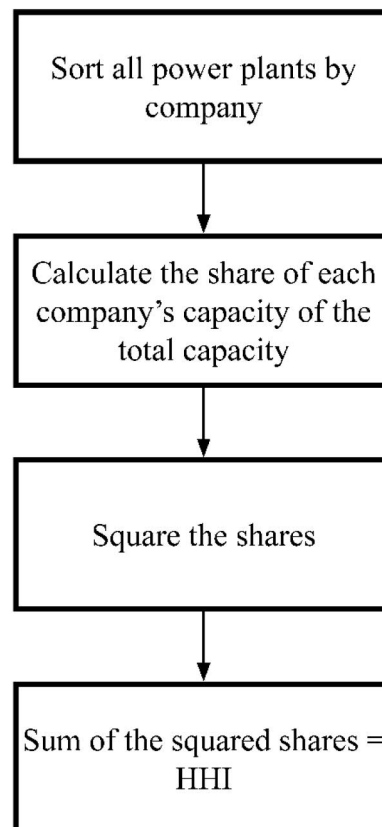 Sort all power plants by
company
Calculate the share of each
company’s capacity of the
total capacity
Square the shares
Sum of the squared shares =
HHI